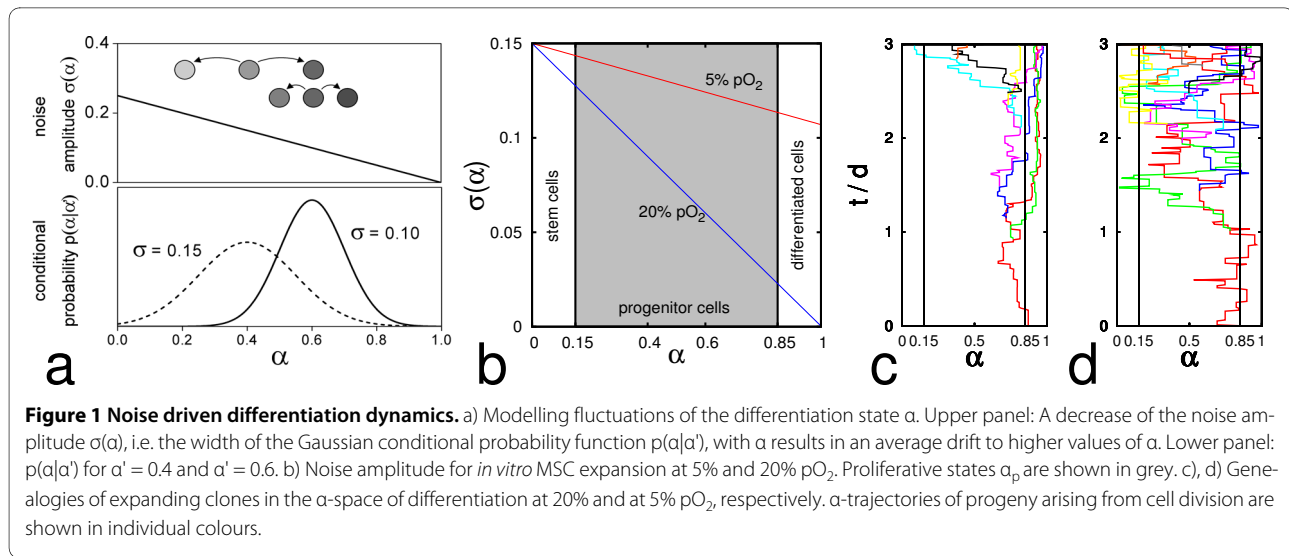 0.4
0.2
0.0
noise
amplitude σ(α)
conditional
probability p(α|α')
σ = 0.15
σ = 0.10
0.0 0.2 0.4 0.6 0.8 1.0
α
a
0.15
0.1
0.05
0
σ(α)
5% pO2
20% pO2
stem cells
progenitor cells
differentiated cells
0 0.15 0.4 0.6 0.85 1
α
b
3
2
1
0
t / d
0 0.15 0.5 0.85 1
α
c
3
2
1
0
0 0.15 0.5 0.85 1
α
d
Figure 1 Noise driven differentiation dynamics. a) Modelling fluctuations of the differentiation state α. Upper panel: A decrease of the noise am-
plitude σ(α), i.e. the width of the Gaussian conditional probability function p(α|α'), with α results in an average drift to higher values of α. Lower panel:
p(α|α') for α' = 0.4 and α' = 0.6. b) Noise amplitude for in vitro MSC expansion at 5% and 20% pO2. Proliferative states αp are shown in grey. c), d) Gene-
alogies of expanding clones in the α-space of differentiation at 20% and at 5% pO2, respectively. α-trajectories of progeny arising from cell division are
shown in individual colours.